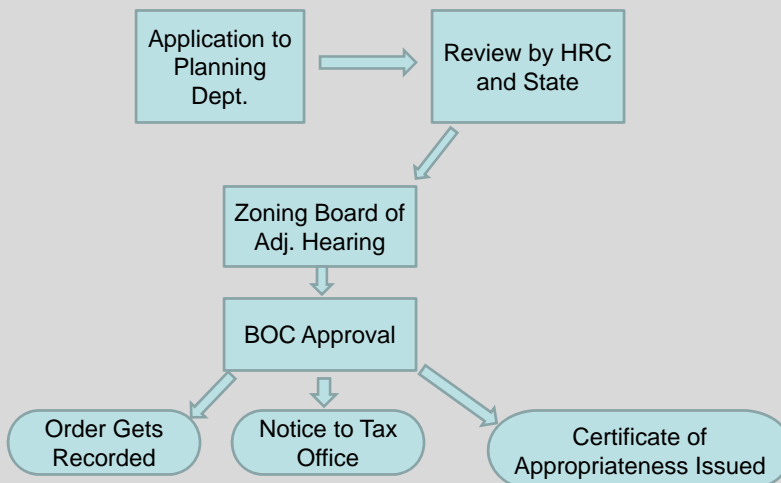 Application to
Planning
Dept.
Review by HRC
and State
Zoning Board of
Adj. Hearing
BOC Approval
Order Gets
Recorded
Notice to Tax
Office
Certificate of
Appropriateness Issued